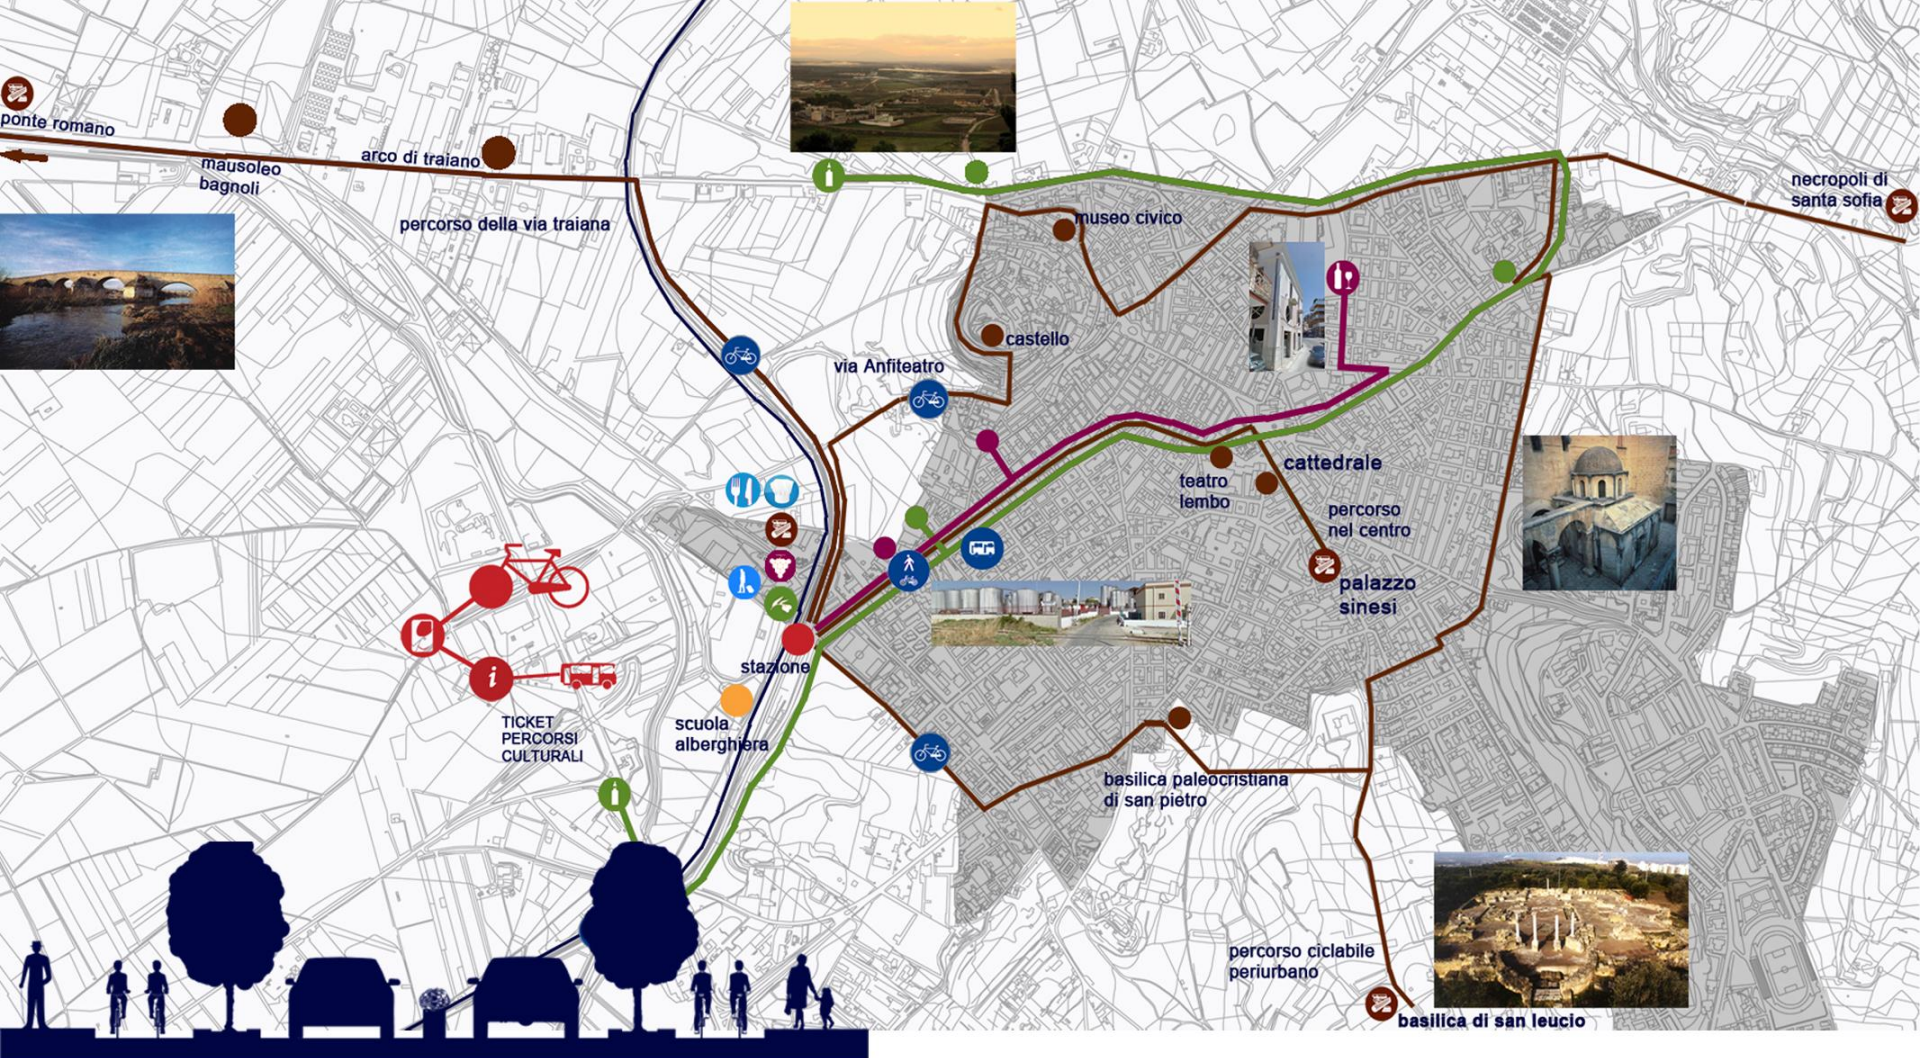 ponte romano
mausoleo
bagnoli
arco di traiano
percorso della via traiana
museo civico
necropoli di
santa sofia
castello
via Anfiteatro
cattedrale
teatro
lembo
percorso
nel centro
palazzo
sinesi
stazione
scuola
alberghiera
i
TICKET
PERCORSI
CULTURALI
basilica paleocristiana
di san pietro
percorso ciclabile
periurbano
basilica di san leucio